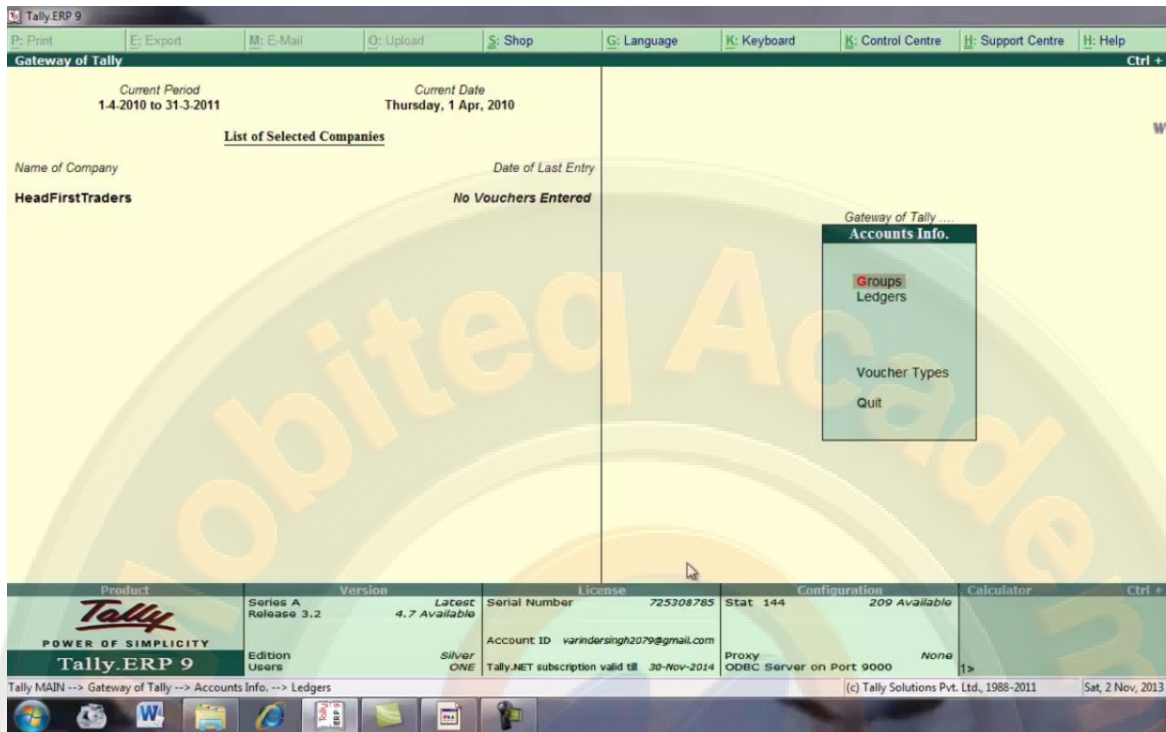 Tally.ERP 9
P: Print E: Export M: E-Mail O: Upload S: Shop G: Language K: Keyboard K: Control Centre H: Support Centre H: Help
Gateway of Tally Ctrl +
Current Period Current Date
1-4-2010 to 31-3-2011 Thursday, 1 Apr, 2010
List of Selected Companies
Name of Company Date of Last Entry
HeadFirstTraders No Vouchers Entered
Gateway of Tally ....
Accounts Info.
Groups
Ledgers
Voucher Types
Quit
Product Version License Configuration Calculator Ctrl +
Tally
POWER OF SIMPLICITY
Tally.ERP 9
Series A Latest
Release 3.2 4.7 Available
Edition Silver
Users ONE
Serial Number 725308785
Account ID varindersingh2079@gmail.com
Tally.NET subscription valid till 30-Nov-2014
Stat 144 209 Available
Proxy None
ODBC Server on Port 9000
1>
Tally MAIN --> Gateway of Tally --> Accounts Info. --> Ledgers (c) Tally Solutions Pvt. Ltd., 1988-2011 Sat, 2 Nov, 2013